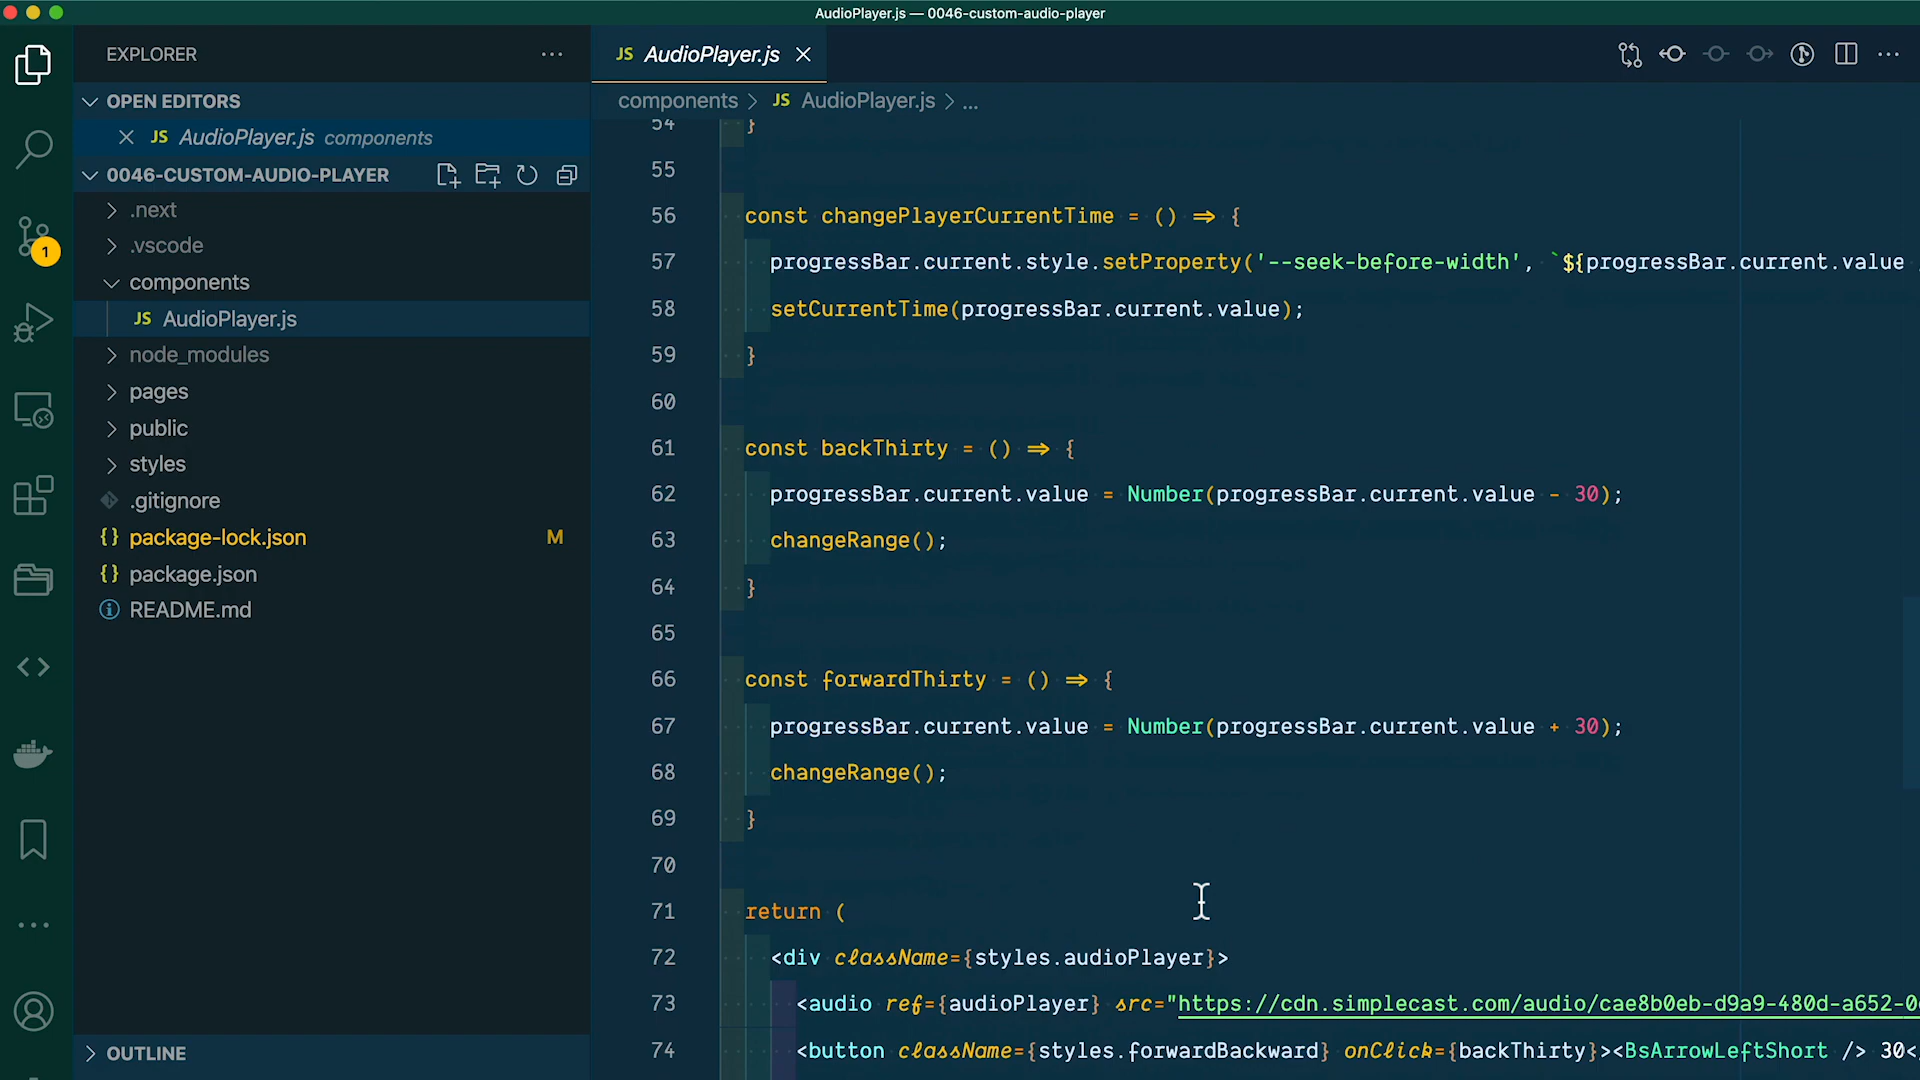 AudioPlayer.js — 0046-custom-audio-player
EXPLORER
JS AudioPlayer.js
OPEN EDITORS
components > JS AudioPlayer.js > ...
JS AudioPlayer.js components
0046-CUSTOM-AUDIO-PLAYER
.next
.vscode
components
JS AudioPlayer.js
node_modules
pages
public
styles
.gitignore
{} package-lock.json M
{} package.json
README.md
OUTLINE
1
54 }
55
56 const changePlayerCurrentTime = () => {
57 progressBar.current.style.setProperty('--seek-before-width', `${progressBar.current.value
58 setCurrentTime(progressBar.current.value);
59 }
60
61 const backThirty = () => {
62 progressBar.current.value = Number(progressBar.current.value - 30);
63 changeRange();
64 }
65
66 const forwardThirty = () => {
67 progressBar.current.value = Number(progressBar.current.value + 30);
68 changeRange();
69 }
70
71 return (
72 <div className={styles.audioPlayer}>
73 <audio ref={audioPlayer} src="https://cdn.simplecast.com/audio/cae8b0eb-d9a9-480d-a652-0
74 <button className={styles.forwardBackward} onClick={backThirty}><BsArrowLeftShort /> 30<